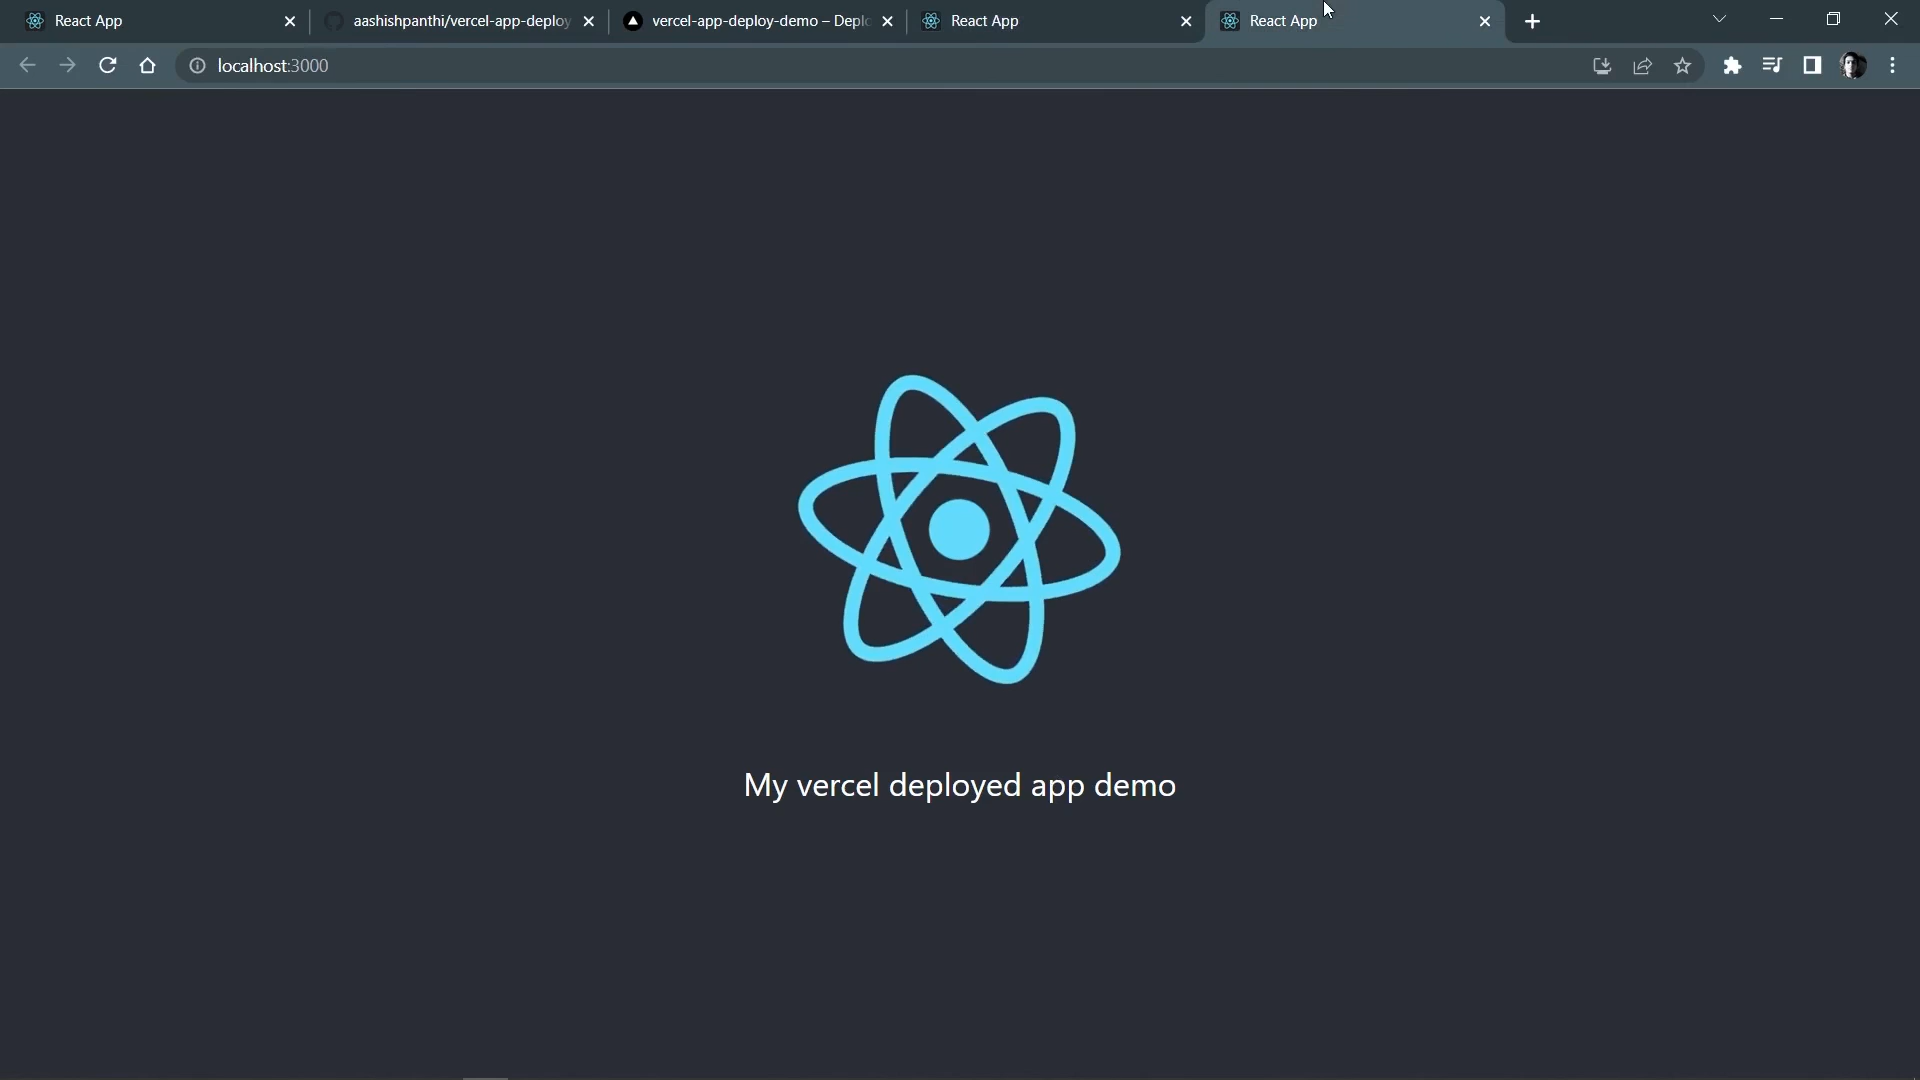 React App
aashishpanthi/vercel-app-deploy
vercel-app-deploy-demo – Deplo
React App
React App
localhost:3000
My vercel deployed app demo